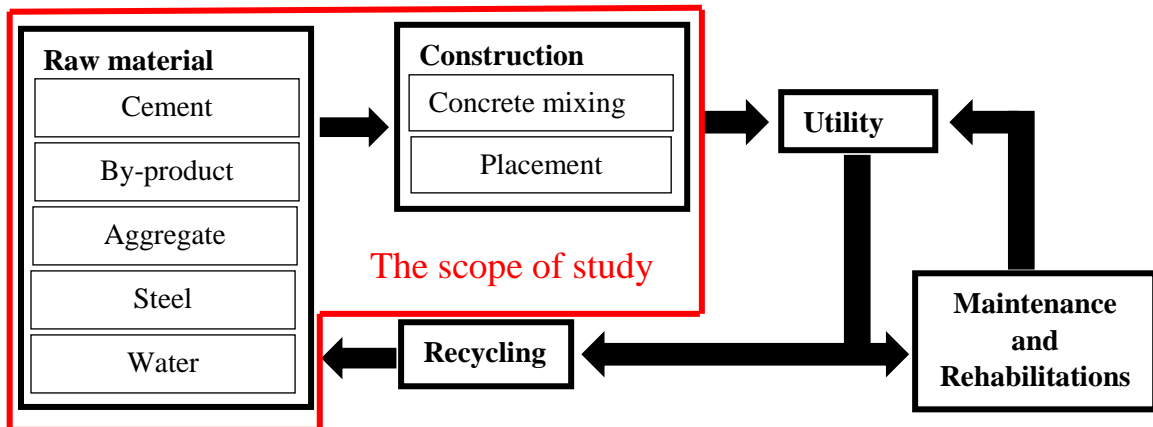 Raw material
Cement
By-product
Aggregate
Steel
Water
Construction
Concrete mixing
Placement
The scope of study
Utility
Recycling
Maintenance
and
Rehabilitations